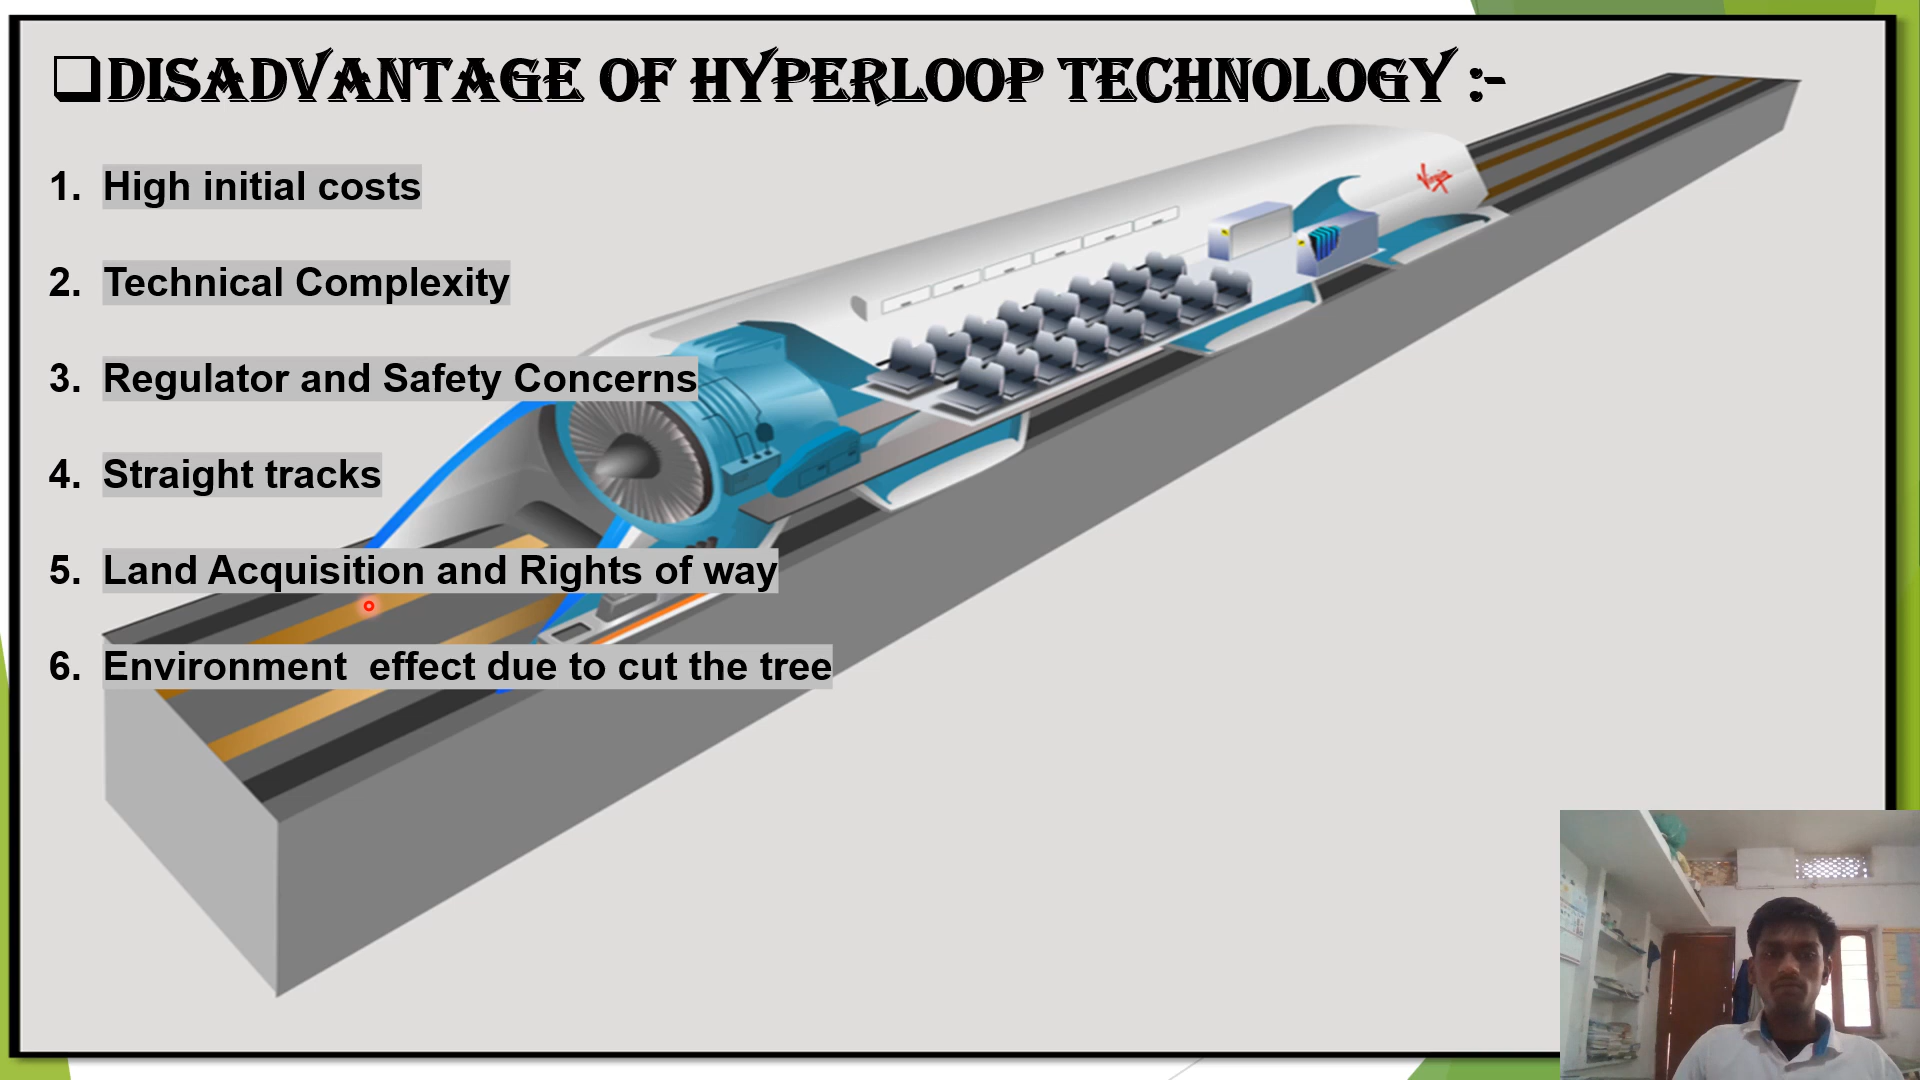 ❑DISADVANTAGE OF HYPERLOOP TECHNOLOGY :-
1. High initial costs
2. Technical Complexity
3. Regulator and Safety Concerns
4. Straight tracks
5. Land Acquisition and Rights of way
6. Environment  effect due to cut the tree
Virgin